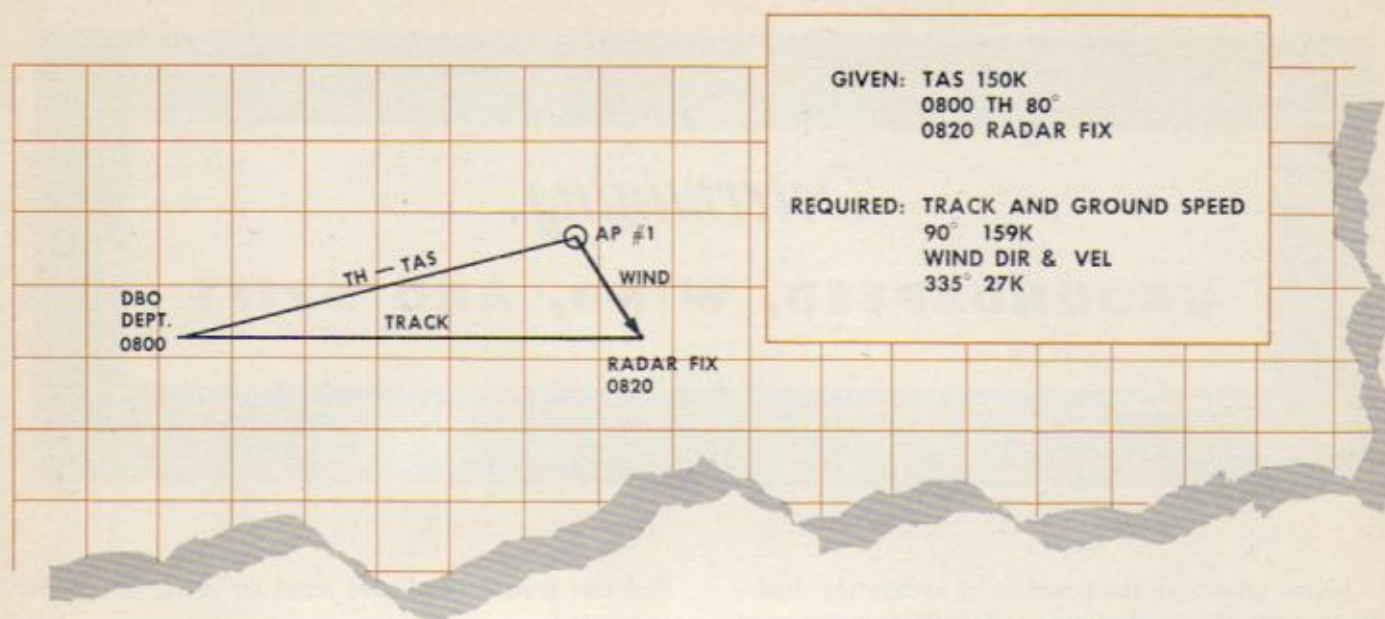 GIVEN: TAS 150K
0800 TH 80°
0820 RADAR FIX
REQUIRED: TRACK AND GROUND SPEED
90° 159K
WIND DIR & VEL
335° 27K
AP #1
TH — TAS
WIND
DBO
DEPT.
0800
TRACK
RADAR FIX
0820